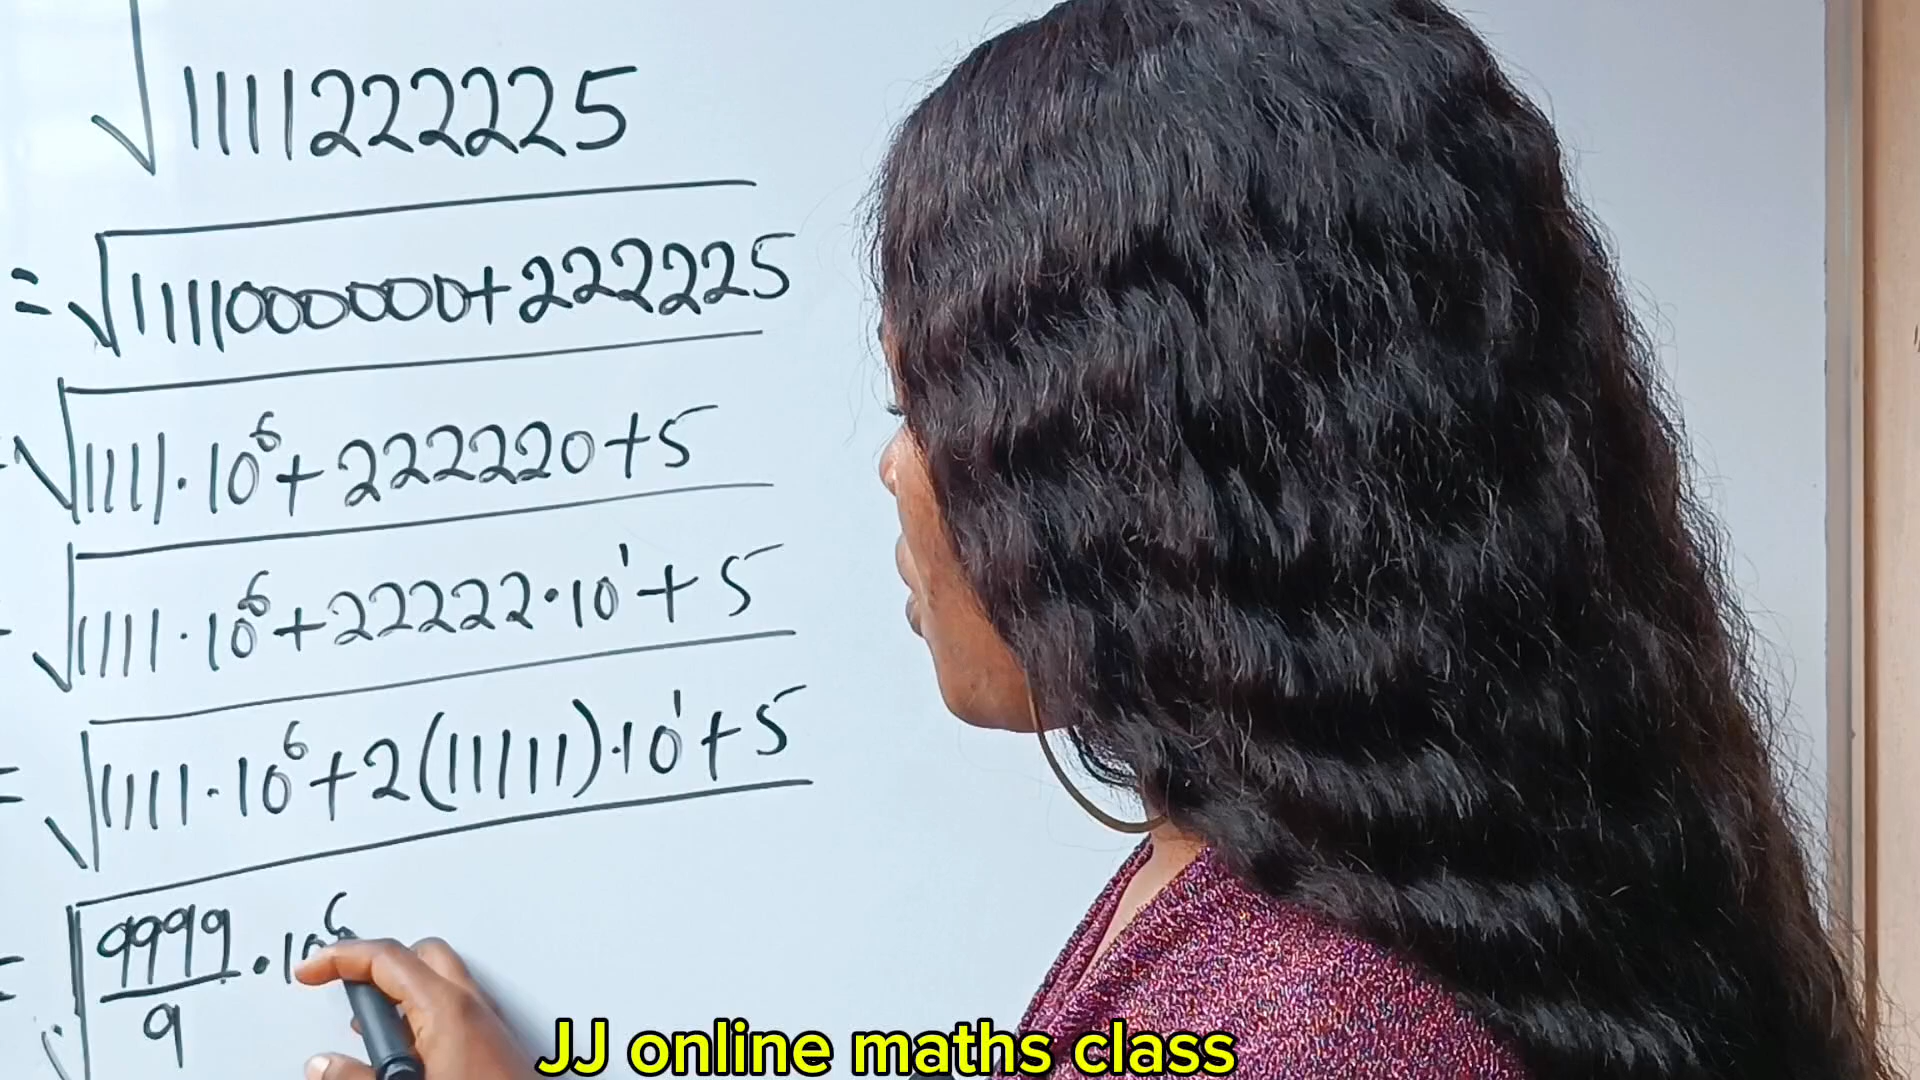 √1111222225
= √1111000000+222225
√1111·10⁶+222220+5
- √1111·10⁶+22222·10¹+5
= √1111·10⁶+2(11111)·10¹+5
= √9999/9 · 10⁶
JJ online maths class